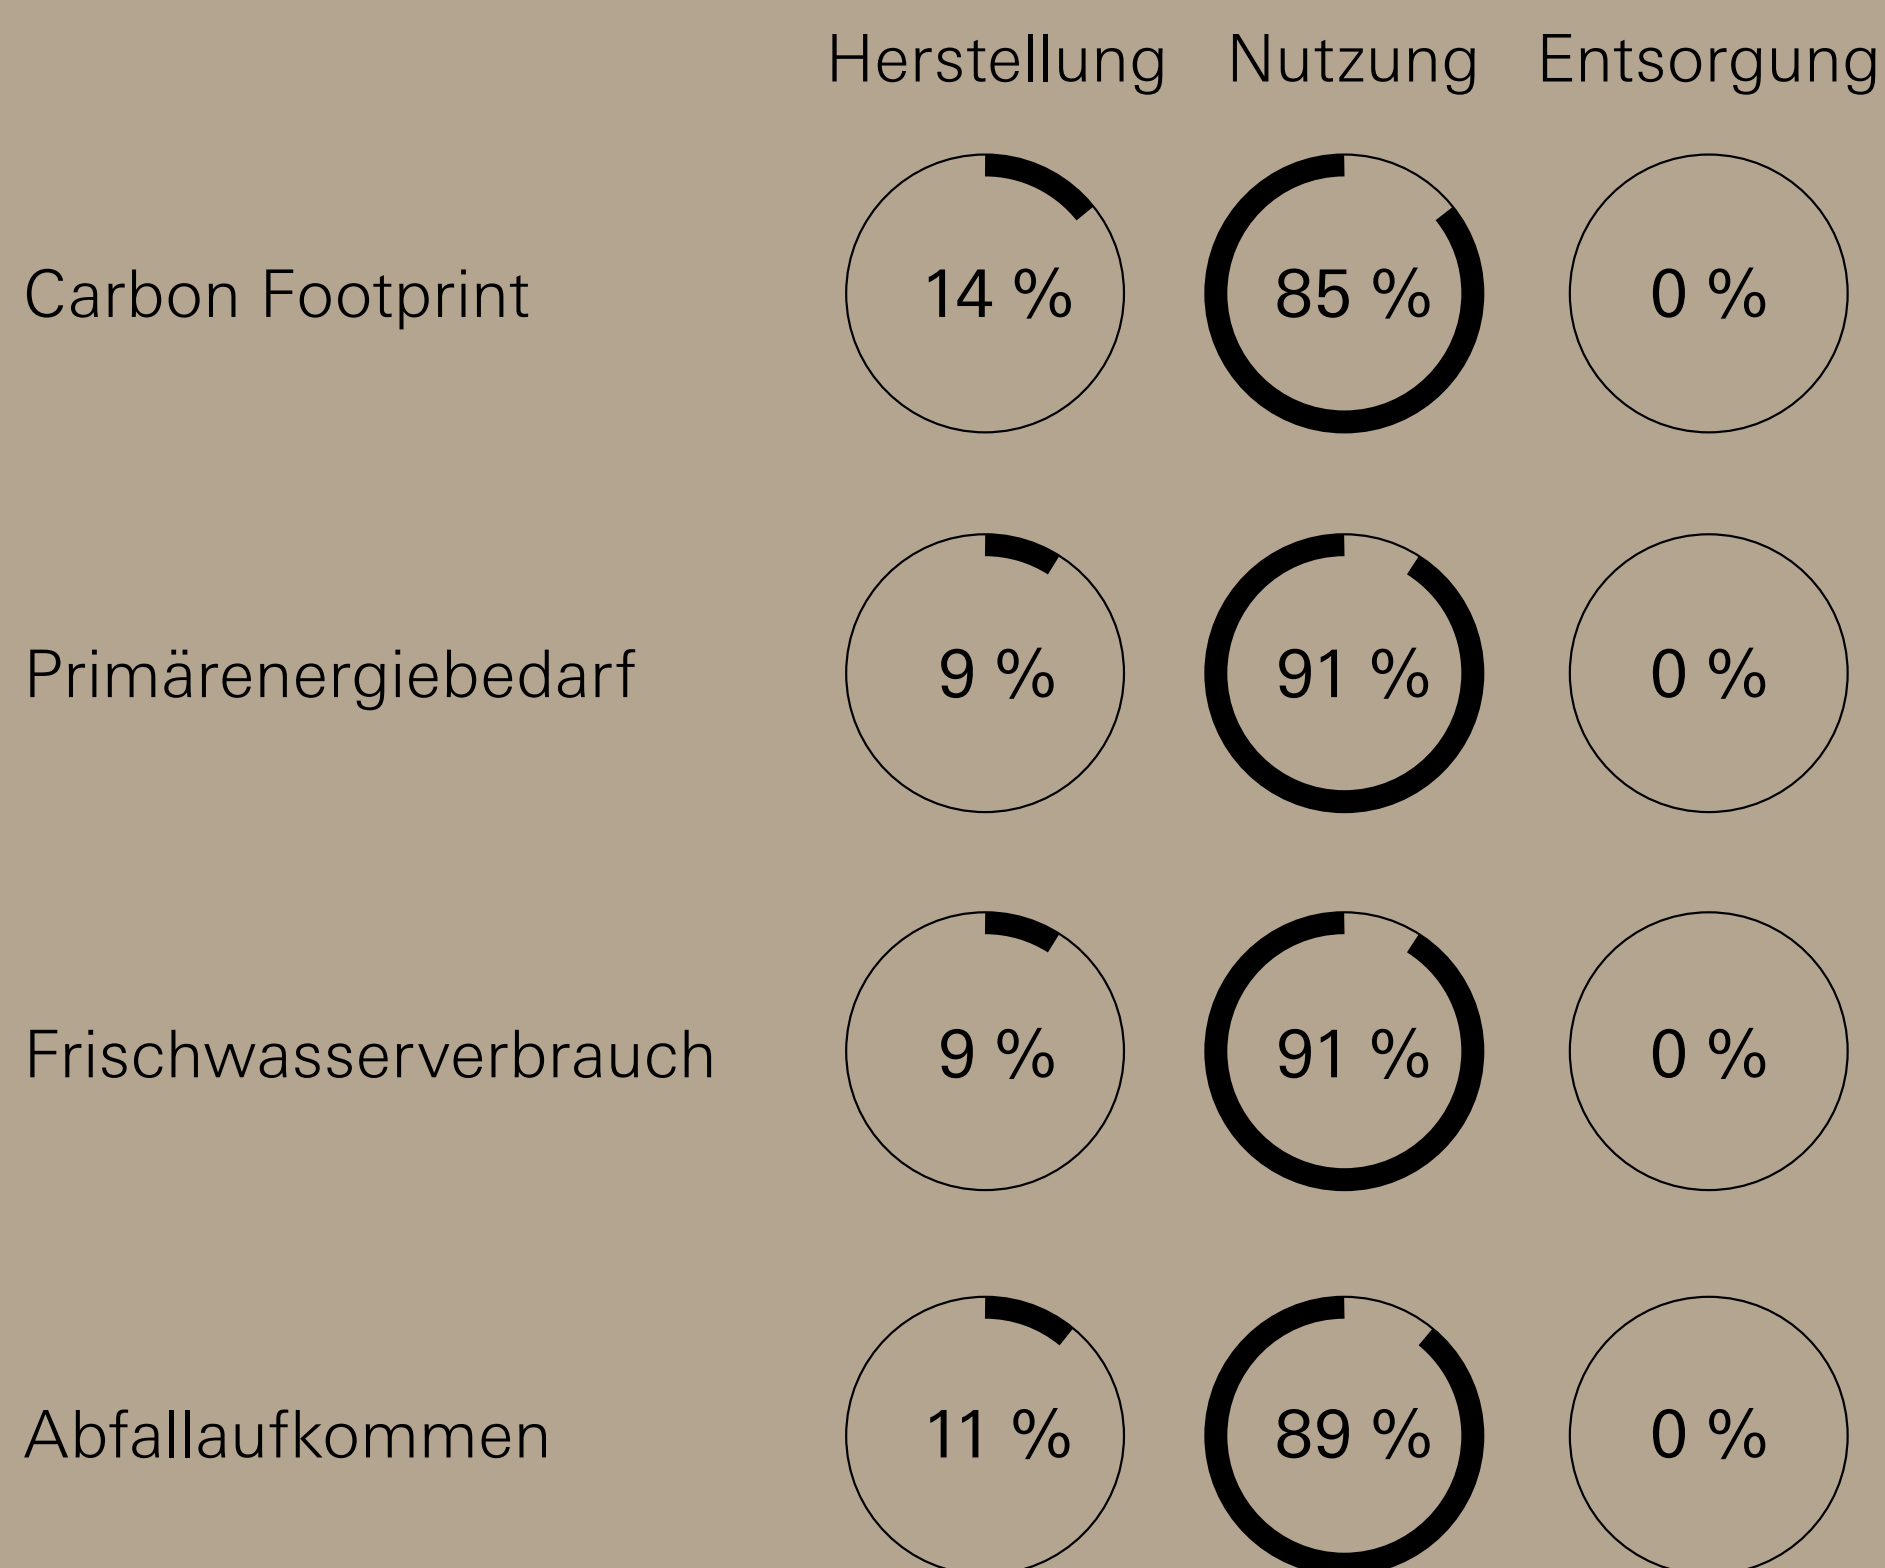 Herstellung Nutzung Entsorgung
Carbon Footprint 14 % 85 % 0 %
Primärenergiebedarf 9 % 91 % 0 %
Frischwasserverbrauch 9 % 91 % 0 %
Abfallaufkommen 11 % 89 % 0 %